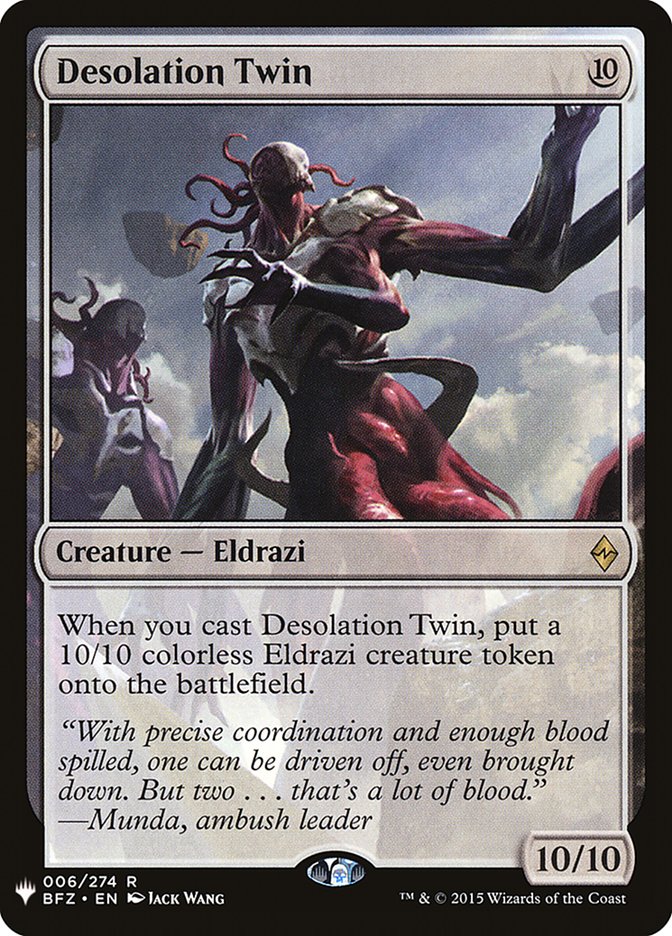 Desolation Twin
10
Creature — Eldrazi
When you cast Desolation Twin, put a
10/10 colorless Eldrazi creature token
onto the battlefield.
“With precise coordination and enough blood
spilled, one can be driven off, even brought
down. But two . . . that’s a lot of blood.”
—Munda, ambush leader
10/10
006/274 R
BFZ • EN Jack Wang
™ & © 2015 Wizards of the Coast